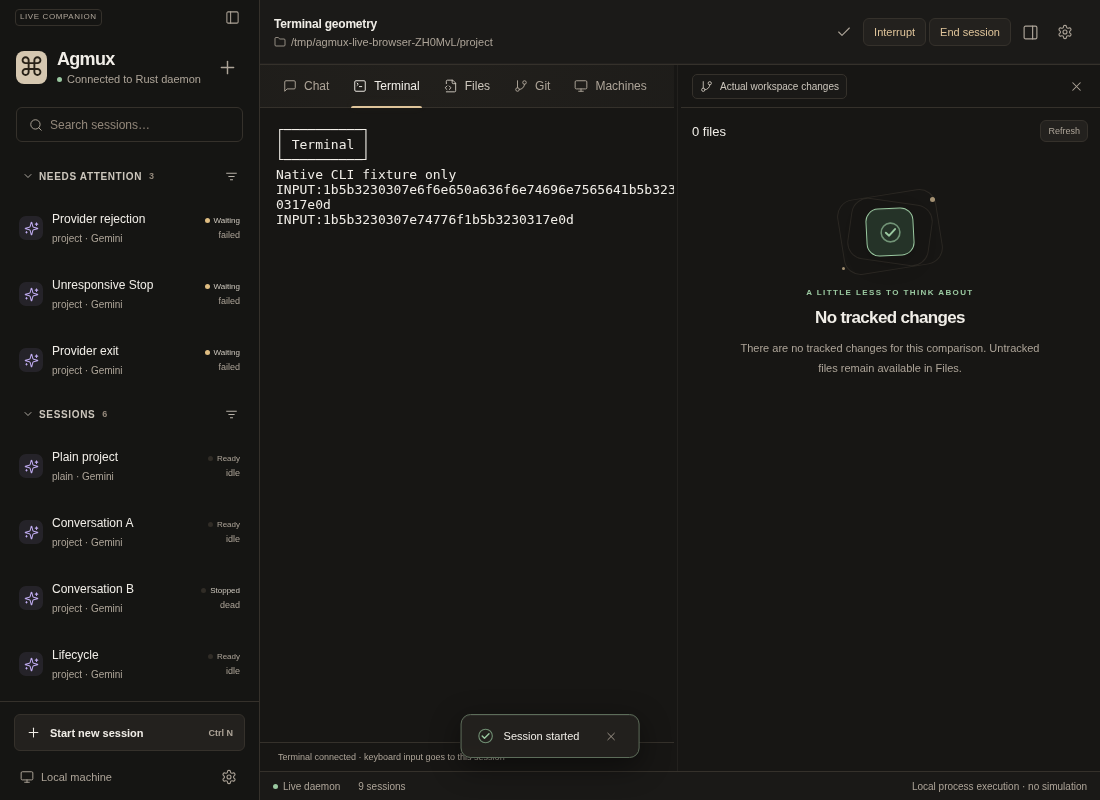 LIVE COMPANION
Agmux
Connected to Rust daemon
Search sessions…
NEEDS ATTENTION 3
Provider rejection
Waiting
project · Gemini
failed
Unresponsive Stop
Waiting
project · Gemini
failed
Provider exit
Waiting
project · Gemini
failed
SESSIONS 6
Plain project
Ready
plain · Gemini
idle
Conversation A
Ready
project · Gemini
idle
Conversation B
Stopped
project · Gemini
dead
Lifecycle
Ready
project · Gemini
idle
Start new session
Ctrl N
Local machine
Terminal geometry
/tmp/agmux-live-browser-ZH0MvL/project
Interrupt
End session
Chat
Terminal
Files
Git
Machines
Terminal
Native CLI fixture only
INPUT:1b5b3230307e6f6e650a636f6e74696e7565641b5b323
0317e0d
INPUT:1b5b3230307e74776f1b5b3230317e0d
Terminal connected · keyboard input goes to this session
Actual workspace changes
0 files
Refresh
A LITTLE LESS TO THINK ABOUT
No tracked changes
There are no tracked changes for this comparison. Untracked
files remain available in Files.
Session started
Live daemon
9 sessions
Local process execution · no simulation